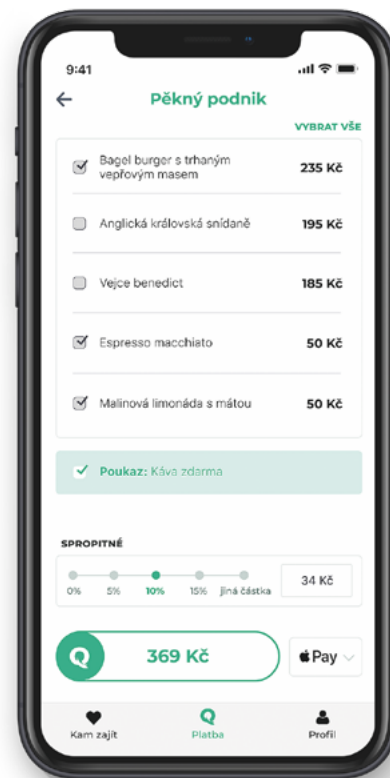 9:41
Pěkný podnik
VYBRAT VŠE
Bagel burger s trhaným
vepřovým masem
235 Kč
Anglická královská snídaně
195 Kč
Vejce benedict
185 Kč
Espresso macchiato
50 Kč
Malinová limonáda s mátou
50 Kč
Poukaz: Káva zdarma
SPROPITNÉ
0% 5% 10% 15% jiná částka
34 Kč
369 Kč
Pay
Kam zajít Platba Profil